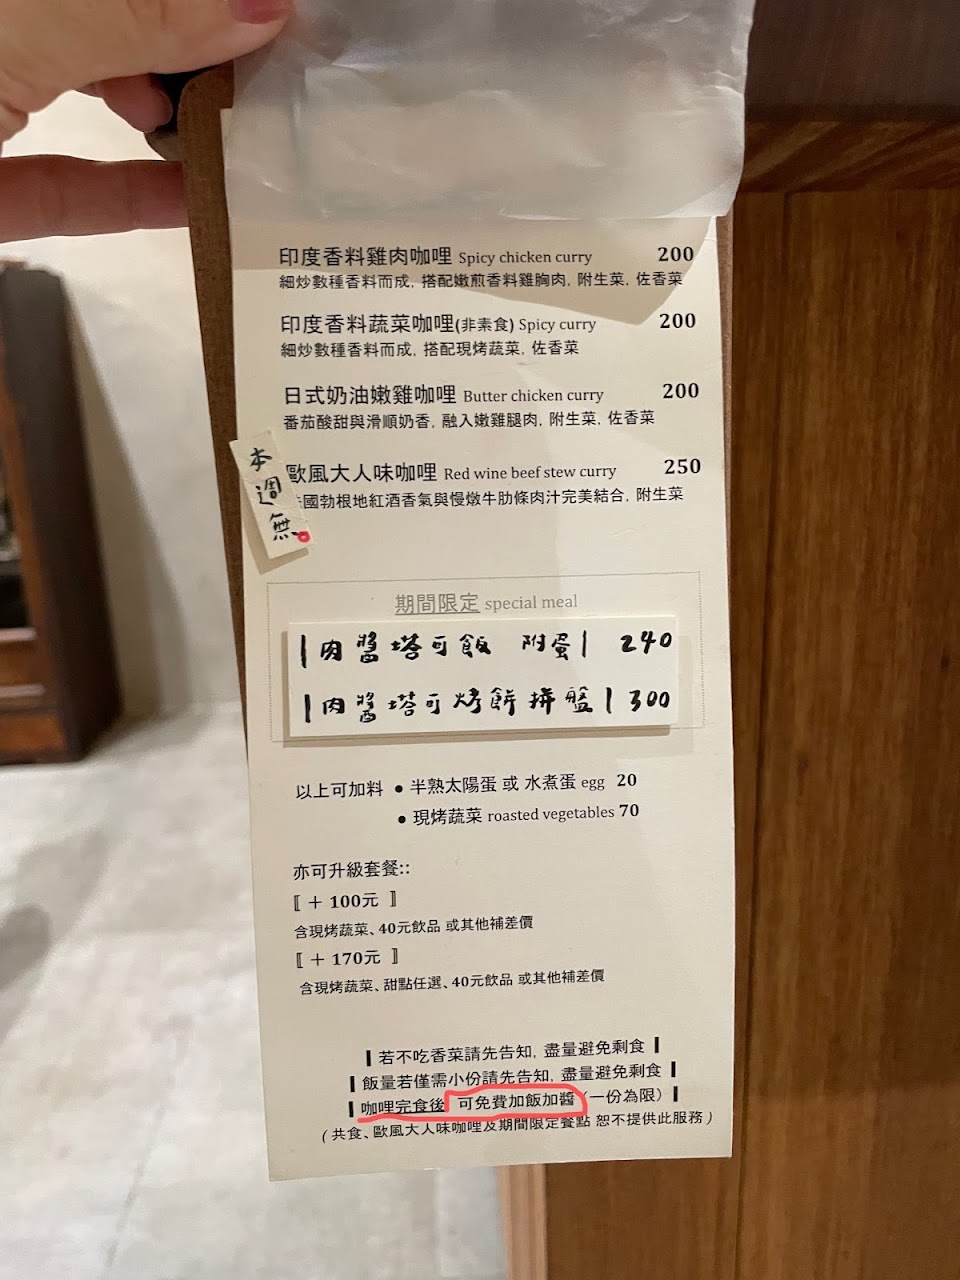 印度香料雞肉咖哩 Spicy chicken curry 200
細炒數種香料而成, 搭配嫩煎香料雞胸肉, 附生菜, 佐香菜
印度香料蔬菜咖哩(非素食) Spicy curry 200
細炒數種香料而成, 搭配現烤蔬菜, 佐香菜
日式奶油嫩雞咖哩 Butter chicken curry 200
番茄酸甜與滑順奶香, 融入嫩雞腿肉, 附生菜, 佐香菜
本週無
歐風大人味咖哩 Red wine beef stew curry 250
國勃根地紅酒香氣與慢燉牛肋條肉汁完美結合, 附生菜
期間限定 special meal
|肉醬塔可飯 附蛋| 240
|肉醬塔可烤餅拼盤| 300
以上可加料 ● 半熟太陽蛋 或 水煮蛋 egg 20
● 現烤蔬菜 roasted vegetables 70
亦可升級套餐::
〚 + 100元 〛
含現烤蔬菜、40元飲品 或其他補差價
〚 + 170元 〛
含現烤蔬菜、甜點任選、40元飲品 或其他補差價
▎若不吃香菜請先告知, 盡量避免剩食 ▎
▎飯量若僅需小份請先告知, 盡量避免剩食 ▎
▎咖哩完食後 可免費加飯加醬 (一份為限) ▎
( 共食、歐風大人味咖哩及期間限定餐點 恕不提供此服務 )